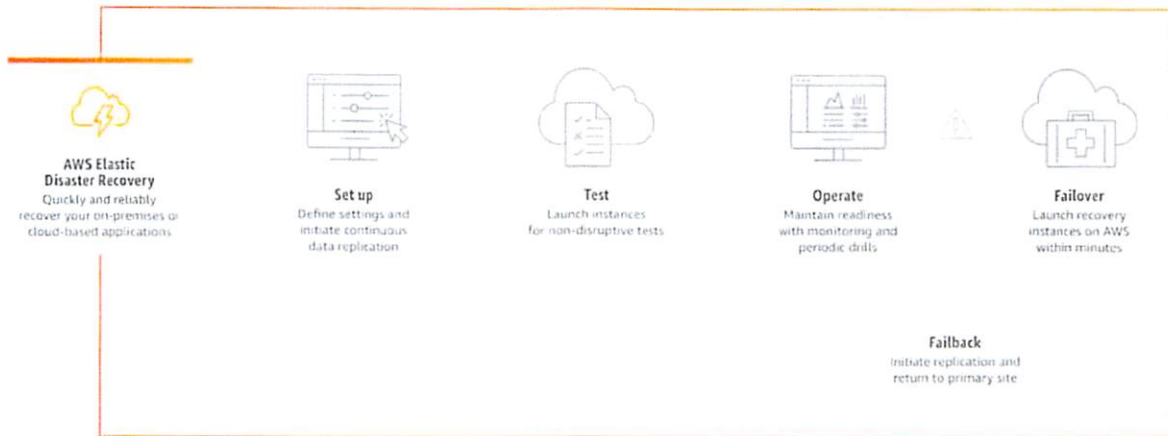 AWS Elastic
Disaster Recovery
Quickly and reliably
recover your on-premises or
cloud-based applications
Set up
Define settings and
initiate continuous
data replication
Test
Launch instances
for non-disruptive tests
Operate
Maintain readiness
with monitoring and
periodic drills
Failover
Launch recovery
instances on AWS
within minutes
Failback
Initiate replication and
return to primary site